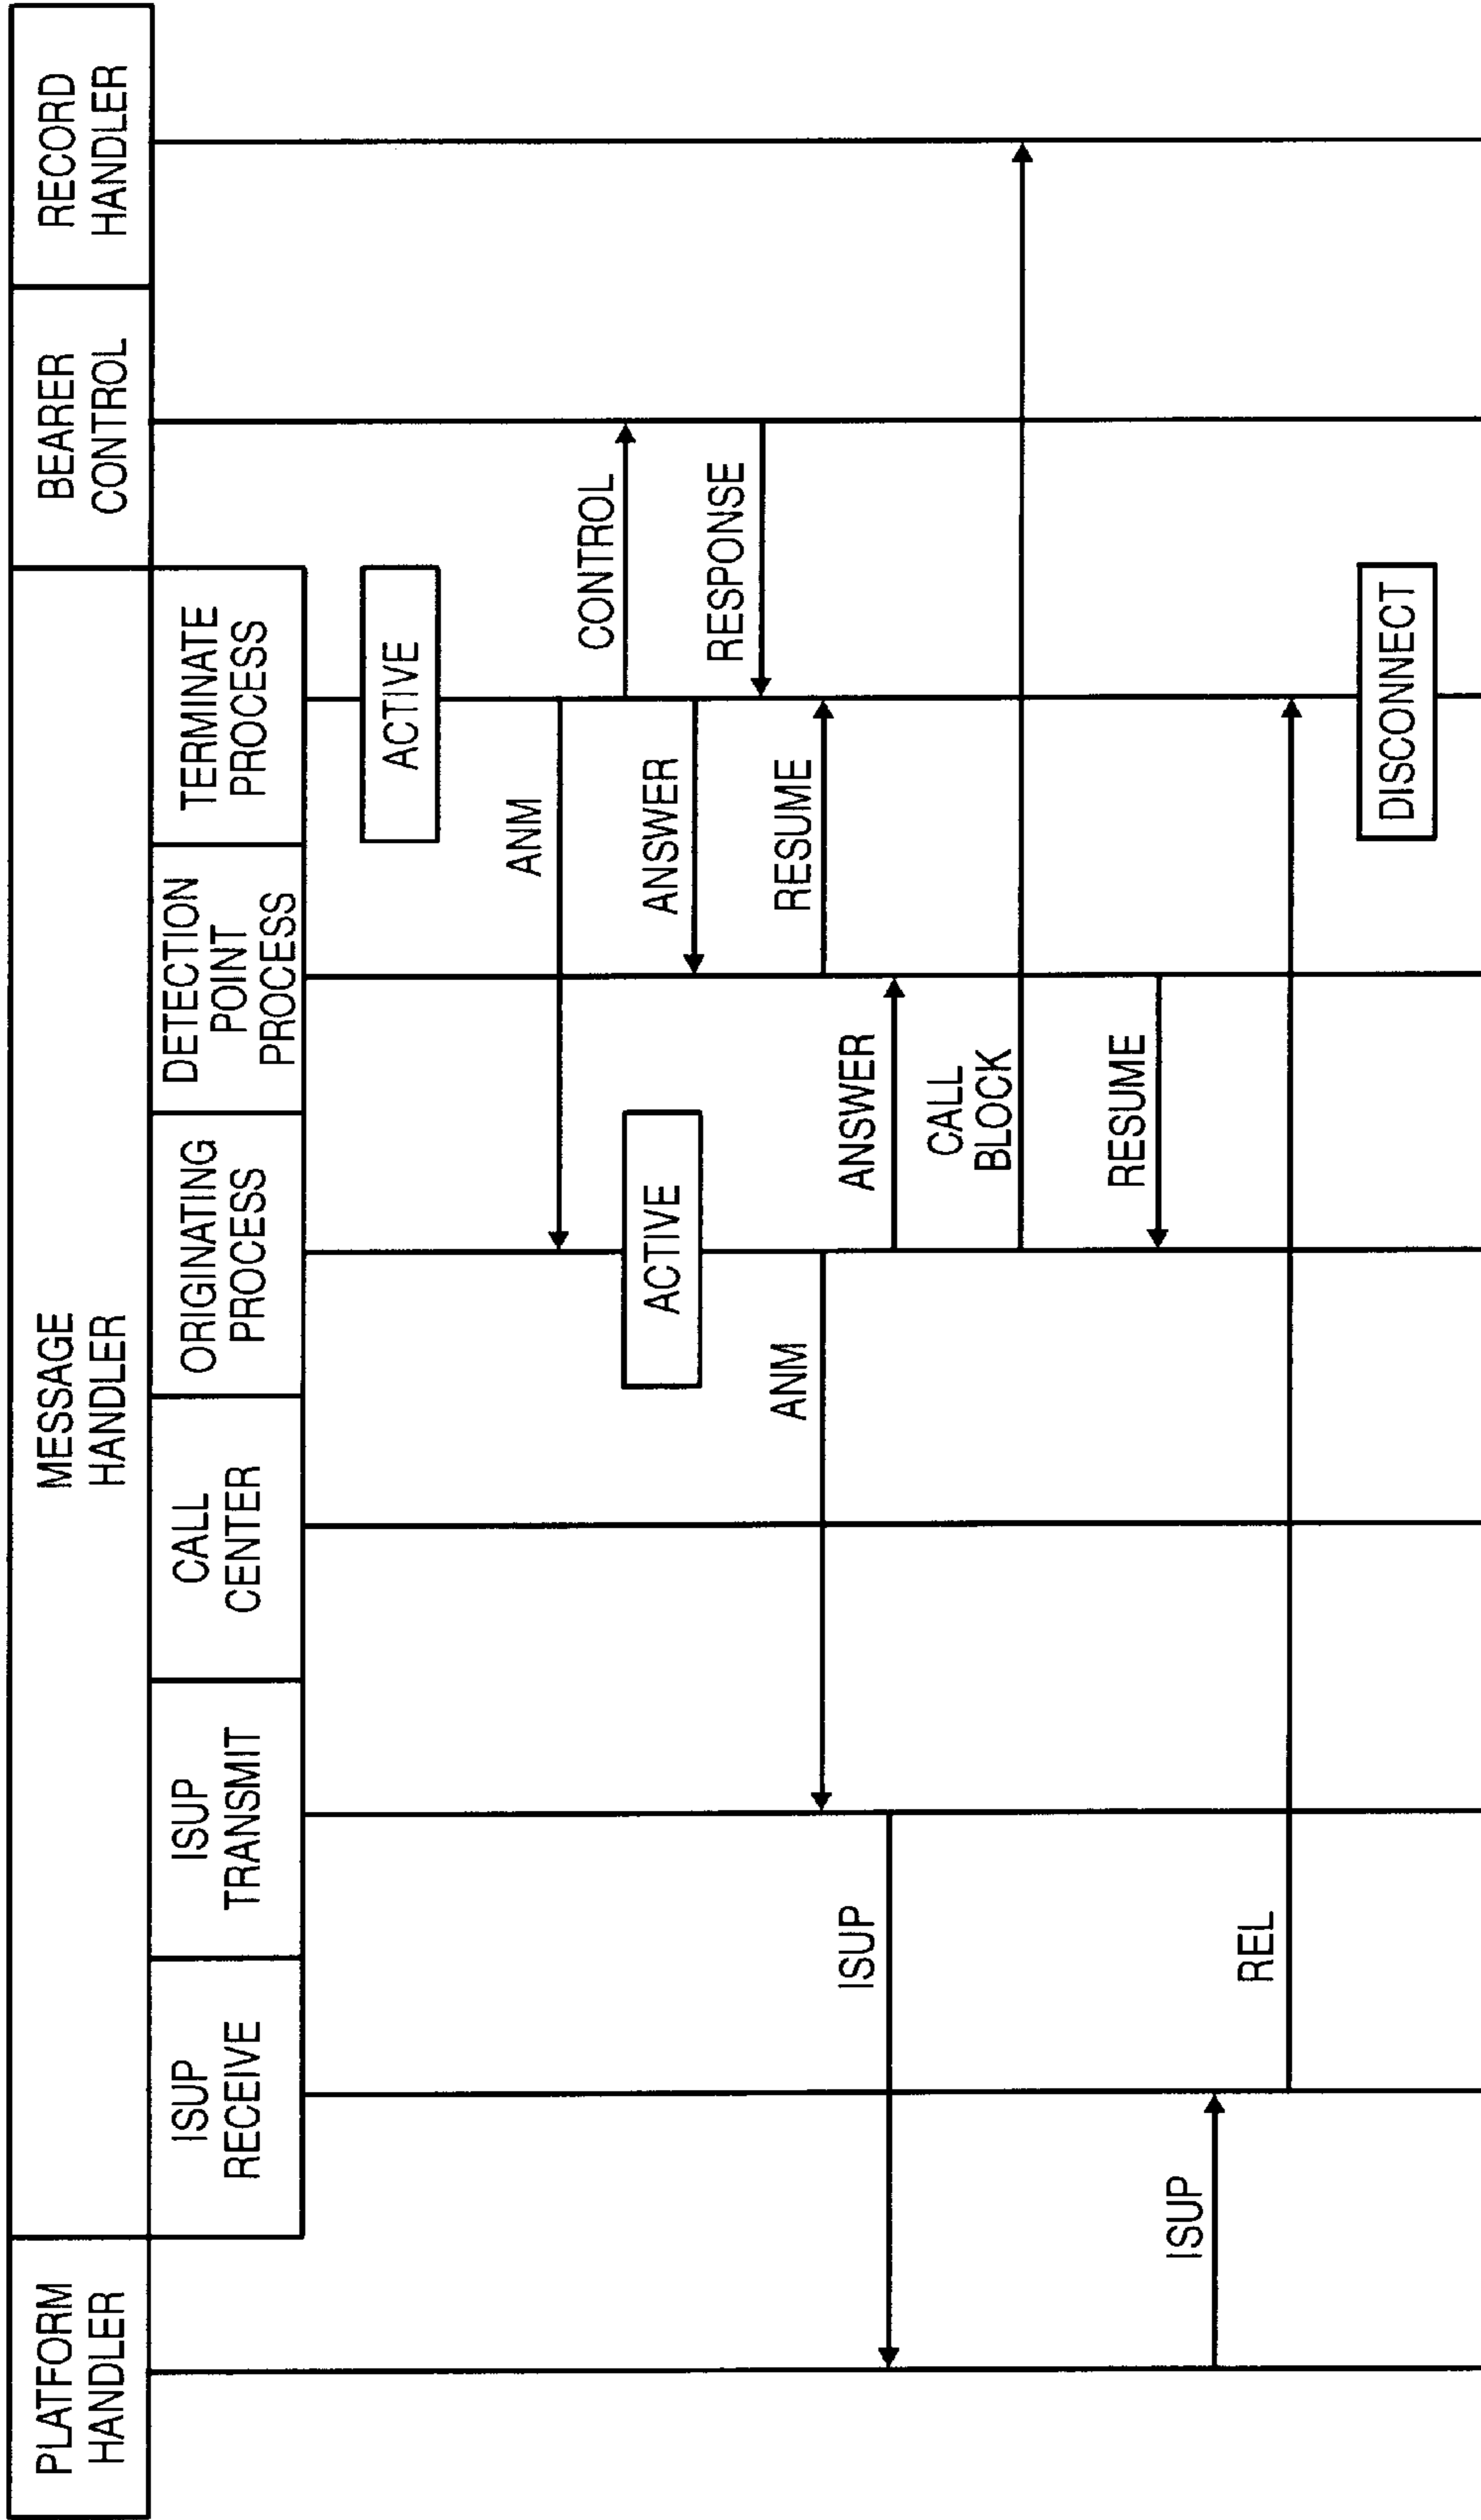 PLATFORM
HANDLER
MESSAGE
HANDLER
BEARER
CONTROL
RECORD
HANDLER
ISUP
RECEIVE
ISUP
TRANSMIT
CALL
CENTER
ORIGINATING
PROCESS
DETECTION
POINT
PROCESS
TERMINATE
PROCESS
ACTIVE
ANM
CONTROL
ACTIVE
ANSWER
RESPONSE
ANM
RESUME
ISUP
ANSWER
CALL
BLOCK
RESUME
ISUP
REL
DISCONNECT